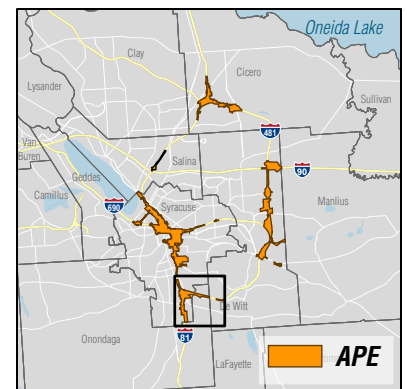 Oneida Lake
Clay
Cicero
Lysander
Sullivan
481
Van
Buren
Salina
90
Geddes
Camillus
Manlius
690
Syracuse
De Witt
Onondaga
81
LaFayette
APE